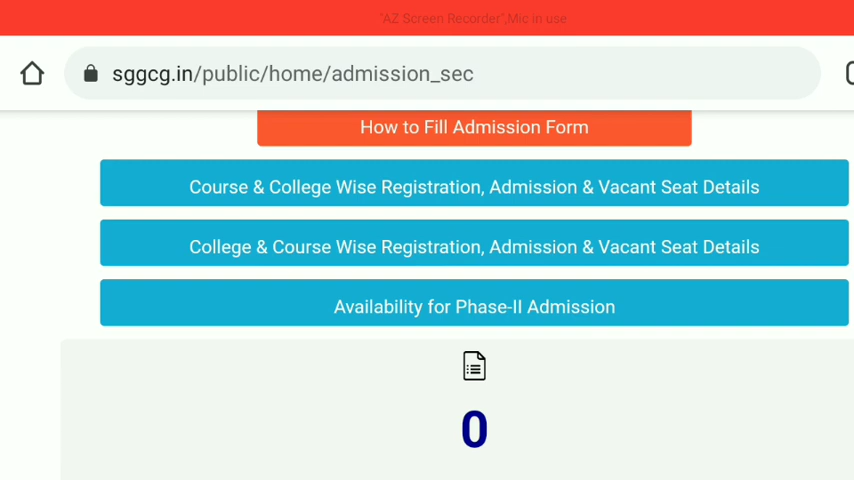 "AZ Screen Recorder",Mic in use
sggcg.in/public/home/admission_sec
How to Fill Admission Form
Course & College Wise Registration, Admission & Vacant Seat Details
College & Course Wise Registration, Admission & Vacant Seat Details
Availability for Phase-II Admission
0